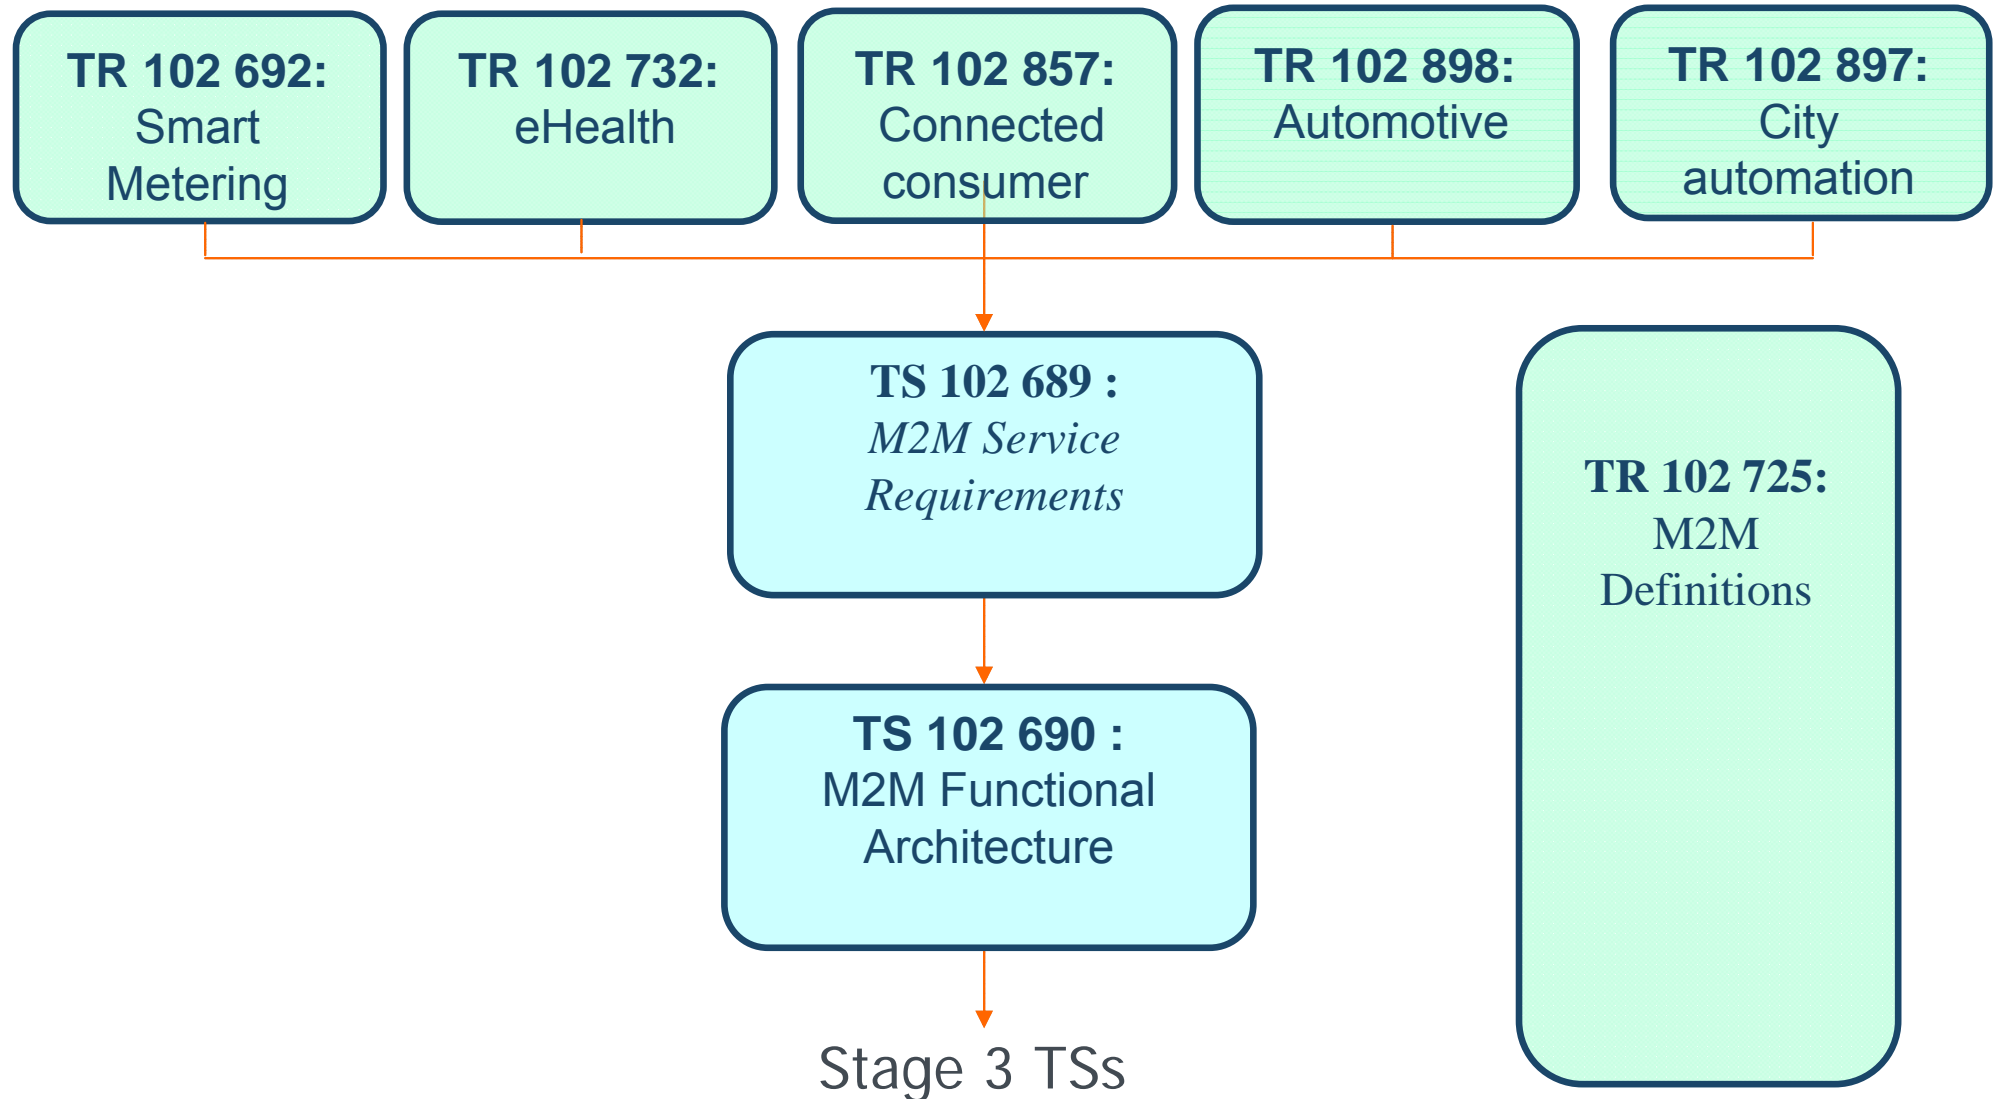 TR 102 692:
Smart
Metering
TR 102 732:
eHealth
TR 102 857:
Connected
consumer
TR 102 898:
Automotive
TR 102 897:
City
automation
TS 102 689 :
M2M Service
Requirements
TR 102 725:
M2M
Definitions
TS 102 690 :
M2M Functional
Architecture
Stage 3 TSs